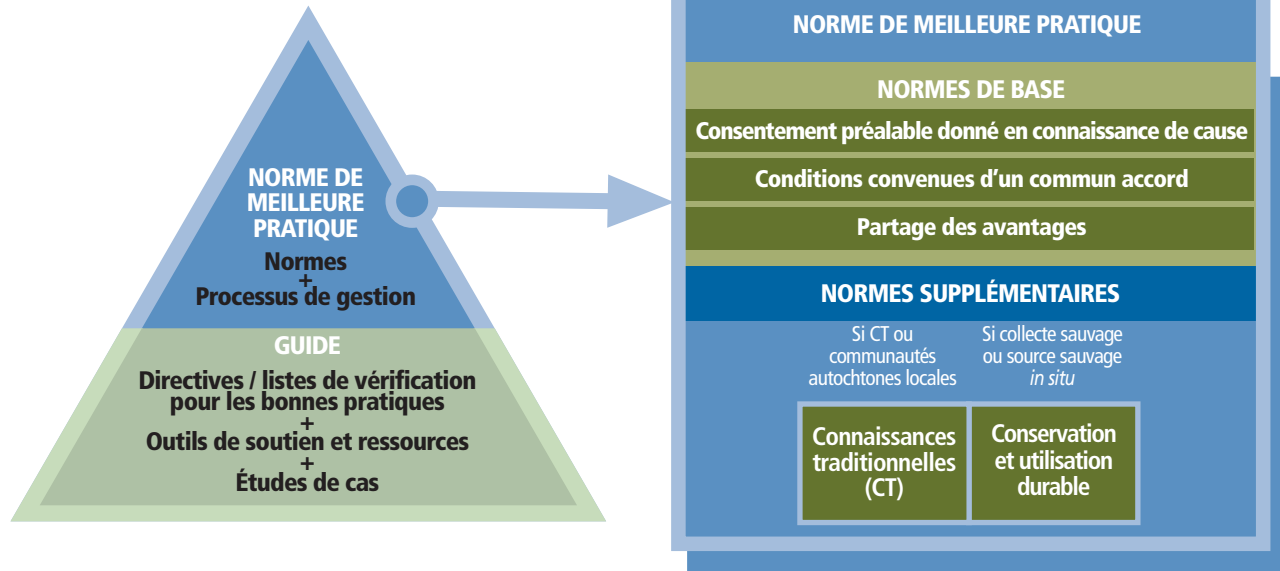 NORME DE
MEILLEURE
PRATIQUE
Normes
+
Processus de gestion
GUIDE
Directives / listes de vérification
pour les bonnes pratiques
+
Outils de soutien et ressources
+
Études de cas
NORME DE MEILLEURE PRATIQUE
NORMES DE BASE
Consentement préalable donné en connaissance de cause
Conditions convenues d'un commun accord
Partage des avantages
NORMES SUPPLÉMENTAIRES
Si CT ou
communautés
autochtones locales
Si collecte sauvage
ou source sauvage
in situ
Connaissances
traditionnelles
(CT)
Conservation
et utilisation
durable